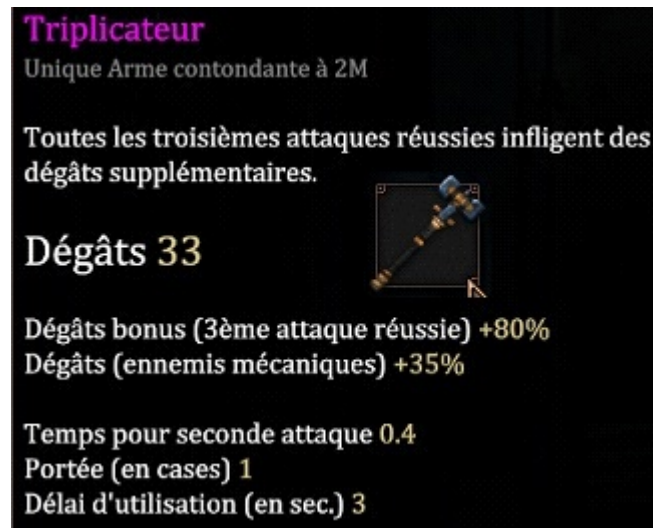 Triplicateur
Unique Arme contondante à 2M
Toutes les troisièmes attaques réussies infligent des
dégâts supplémentaires.
Dégâts 33
Dégâts bonus (3ème attaque réussie) +80%
Dégâts (ennemis mécaniques) +35%
Temps pour seconde attaque 0.4
Portée (en cases) 1
Délai d'utilisation (en sec.) 3